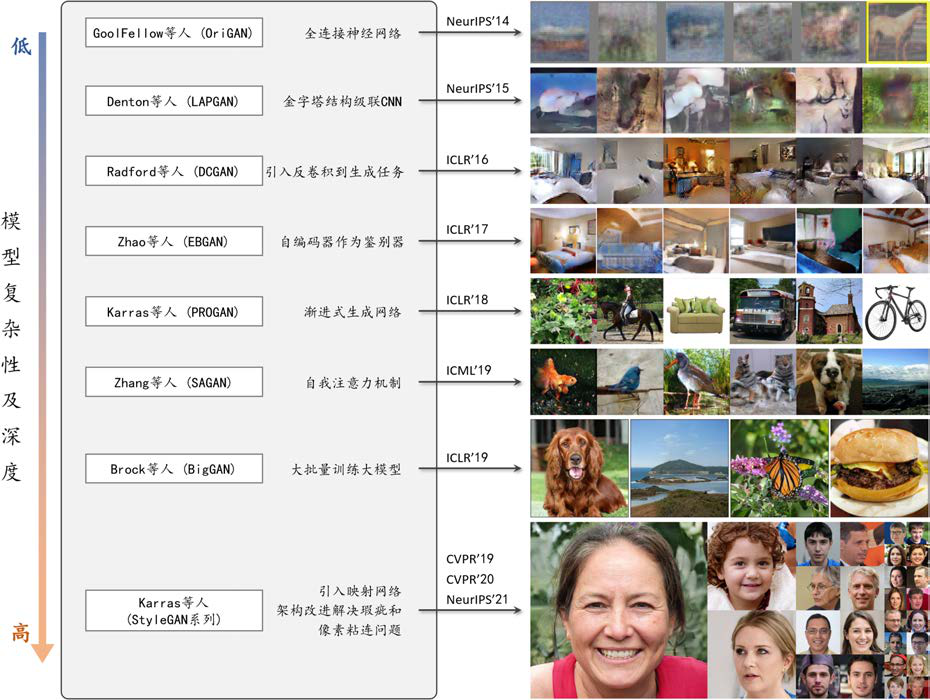 低
模型复杂性及深度
高
GoolFellow等人 (OriGAN)
全连接神经网络
NeurIPS'14
Denton等人 (LAPGAN)
金字塔结构级联CNN
NeurIPS'15
Radford等人 (DCGAN)
引入反卷积到生成任务
ICLR'16
Zhao等人 (EBGAN)
自编码器作为鉴别器
ICLR'17
Karras等人 (PROGAN)
渐进式生成网络
ICLR'18
Zhang等人 (SAGAN)
自我注意力机制
ICML'19
Brock等人 (BigGAN)
大批量训练大模型
ICLR'19
Karras等人
(StyleGAN系列)
引入映射网络
架构改进解决瑕疵和
像素粘连问题
CVPR'19
CVPR'20
NeurIPS'21